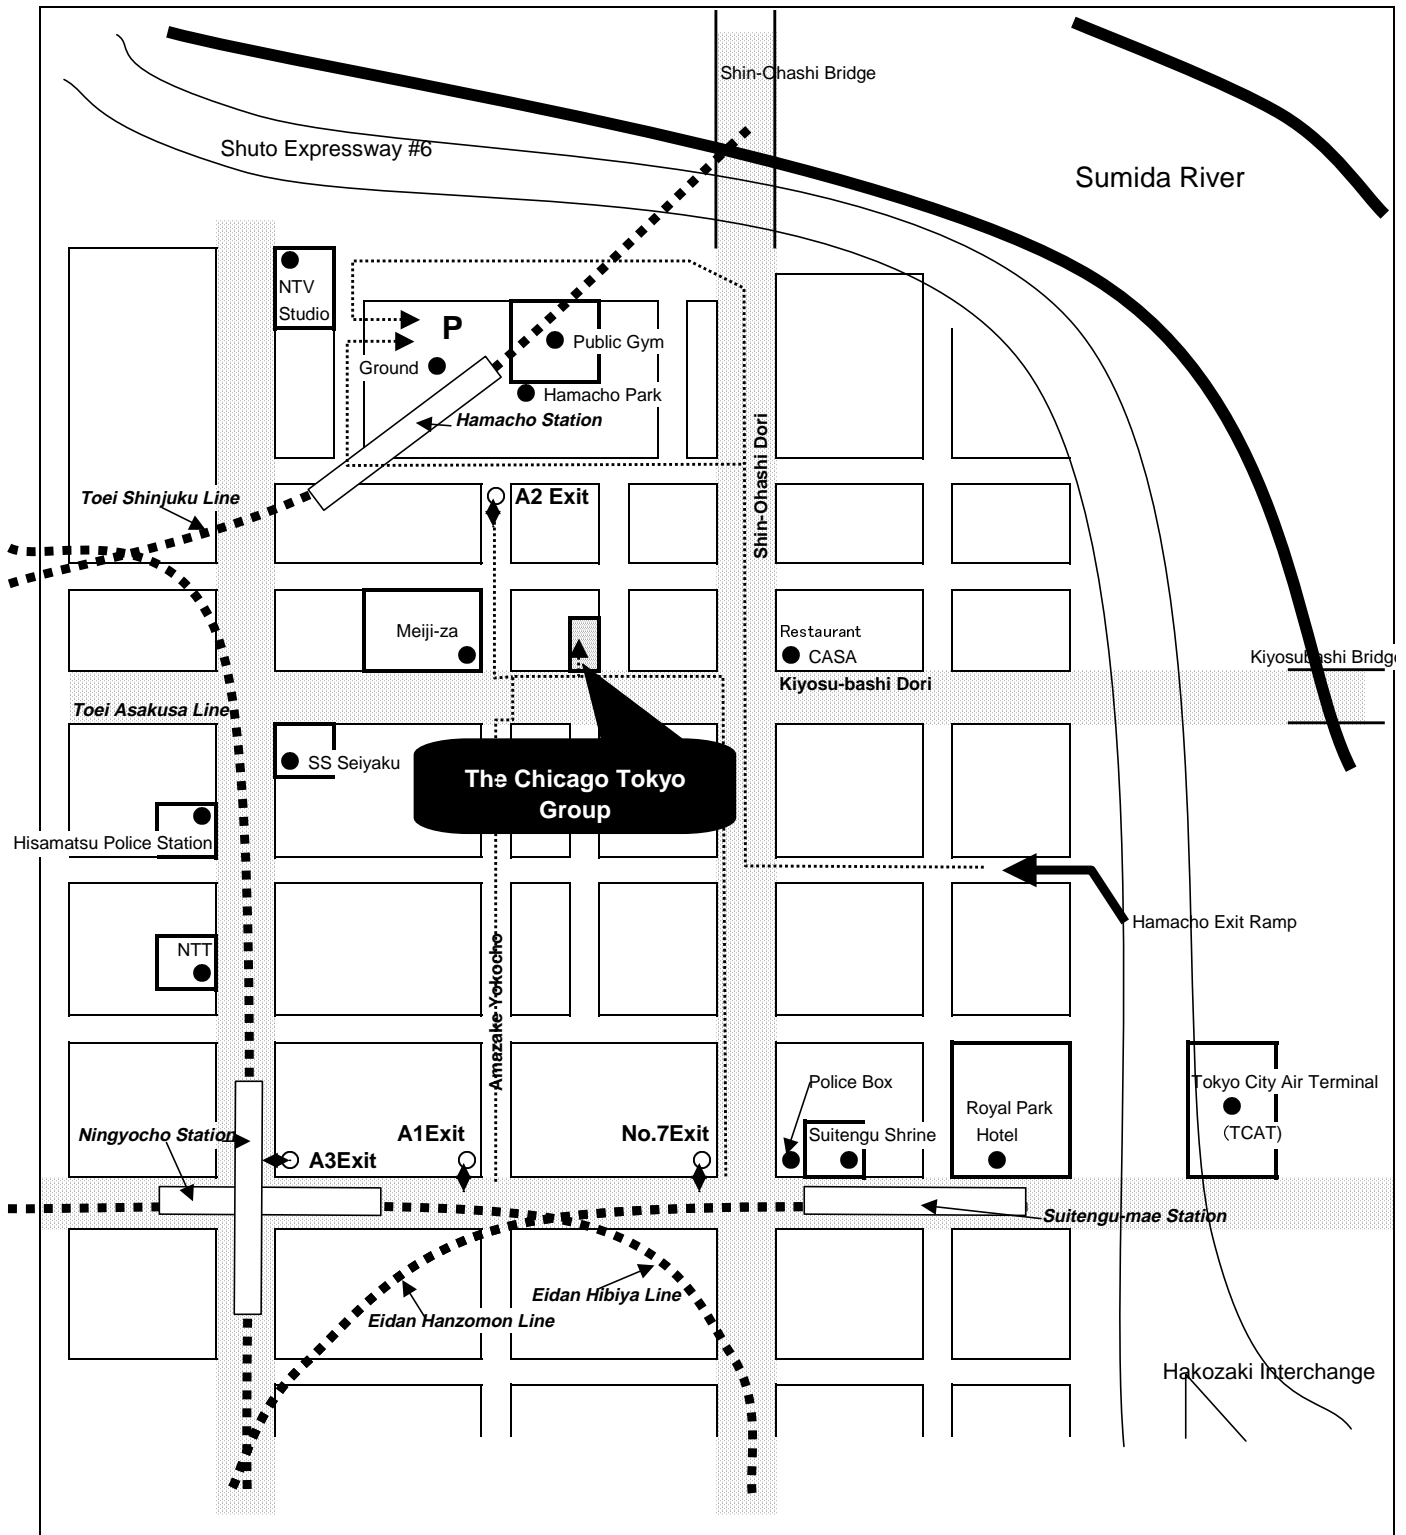 Shin-Ohashi Bridge
Shuto Expressway #6
Sumida River
NTV
Studio
P
Public Gym
Ground
Hamacho Park
Hamacho Station
Shin-Ohashi Dori
Toei Shinjuku Line
A2 Exit
Meiji-za
Restaurant
CASA
Kiyosubashi Bridge
Kiyosu-bashi Dori
Toei Asakusa Line
SS Seiyaku
The Chicago Tokyo
Group
Hisamatsu Police Station
Hamacho Exit Ramp
NTT
Amazake Yokocho
Police Box
Tokyo City Air Terminal
(TCAT)
Royal Park
Hotel
Ningyocho Station
A1Exit
No.7Exit
Suitengu Shrine
A3Exit
Suitengu-mae Station
Eidan Hibiya Line
Eidan Hanzomon Line
Hakozaki Interchange